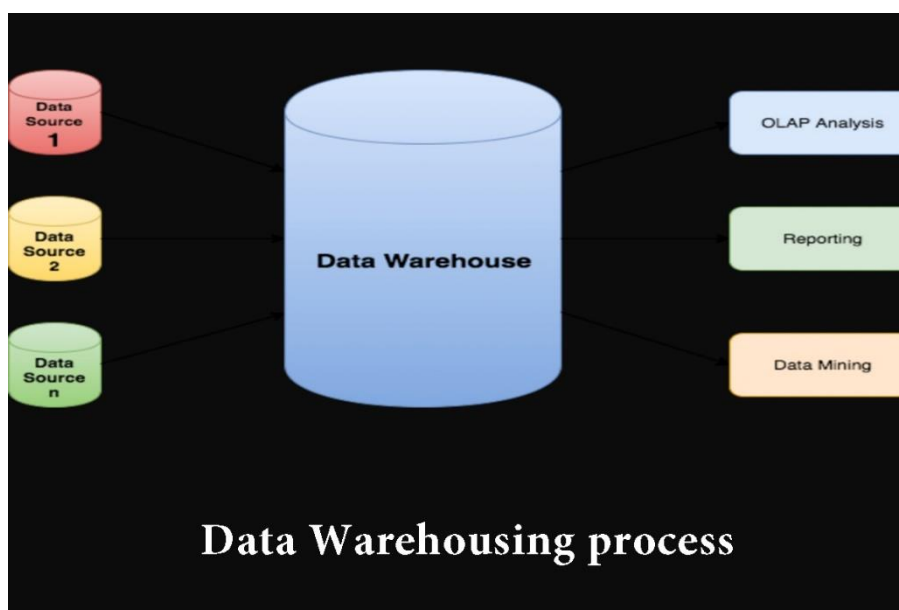 Data
Source
1
Data
Source
2
Data
Source
n
Data Warehouse
OLAP Analysis
Reporting
Data Mining
Data Warehousing process